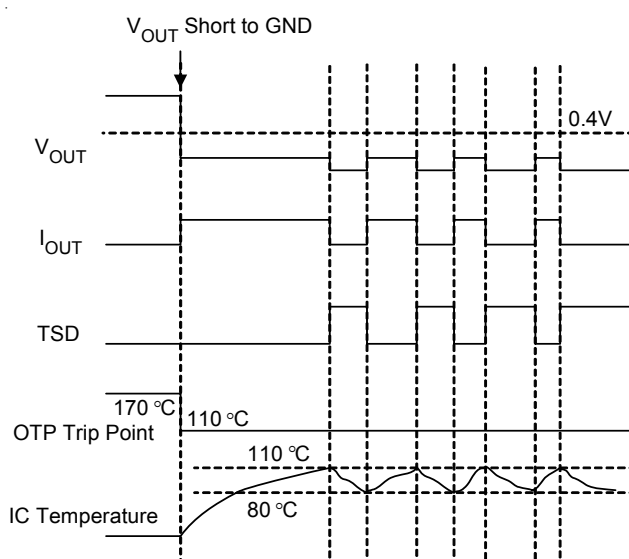 V_OUT Short to GND
0.4V
V_OUT
I_OUT
TSD
170 °C
110 °C
OTP Trip Point
110 °C
80 °C
IC Temperature